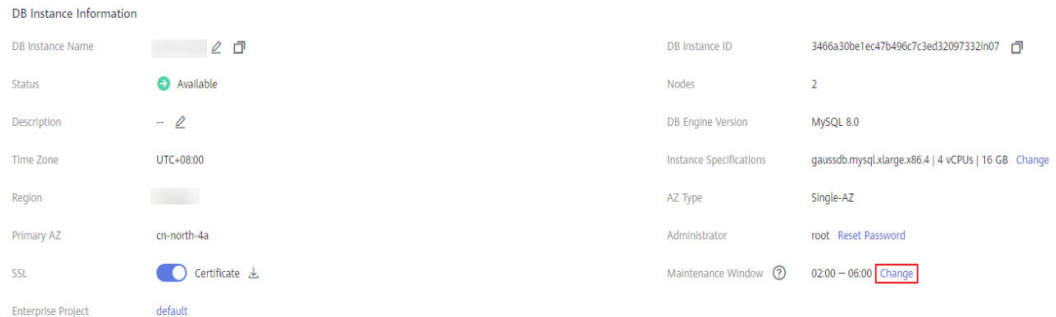 DB Instance Information
DB Instance Name
DB Instance ID 3466a30be1ec47b496c7c3ed32097332in07
Status Available
Nodes 2
Description --
DB Engine Version MySQL 8.0
Time Zone UTC+08:00
Instance Specifications gaussdb.mysql.xlarge.x86.4 | 4 vCPUs | 16 GB Change
Region
AZ Type Single-AZ
Primary AZ cn-north-4a
Administrator root Reset Password
SSL Certificate
Maintenance Window ? 02:00 — 06:00 Change
Enterprise Project default